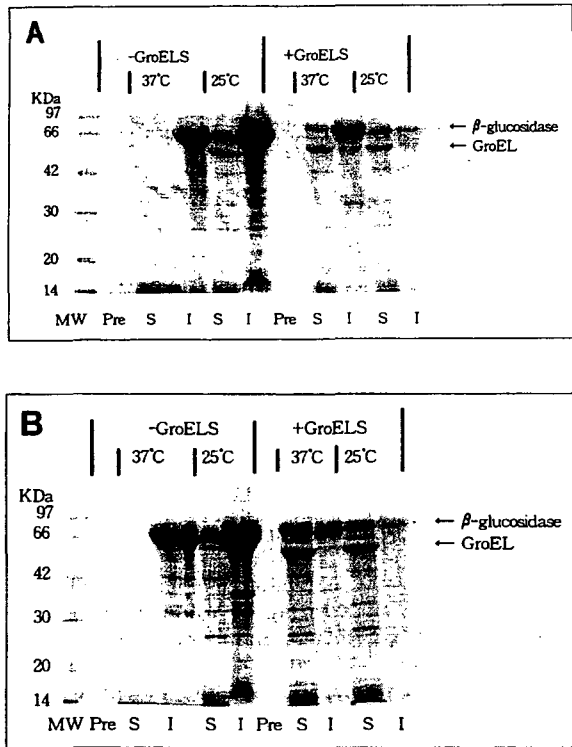 A
-GroELS +GroELS
37°C 25°C 37°C 25°C
KDa
97
66
42
30
20
14
← β-glucosidase
← GroEL
MW Pre S I S I Pre S I S I
B
-GroELS +GroELS
37°C 25°C 37°C 25°C
KDa
97
66
42
30
20
14
← β-glucosidase
← GroEL
MW Pre S I S I Pre S I S I